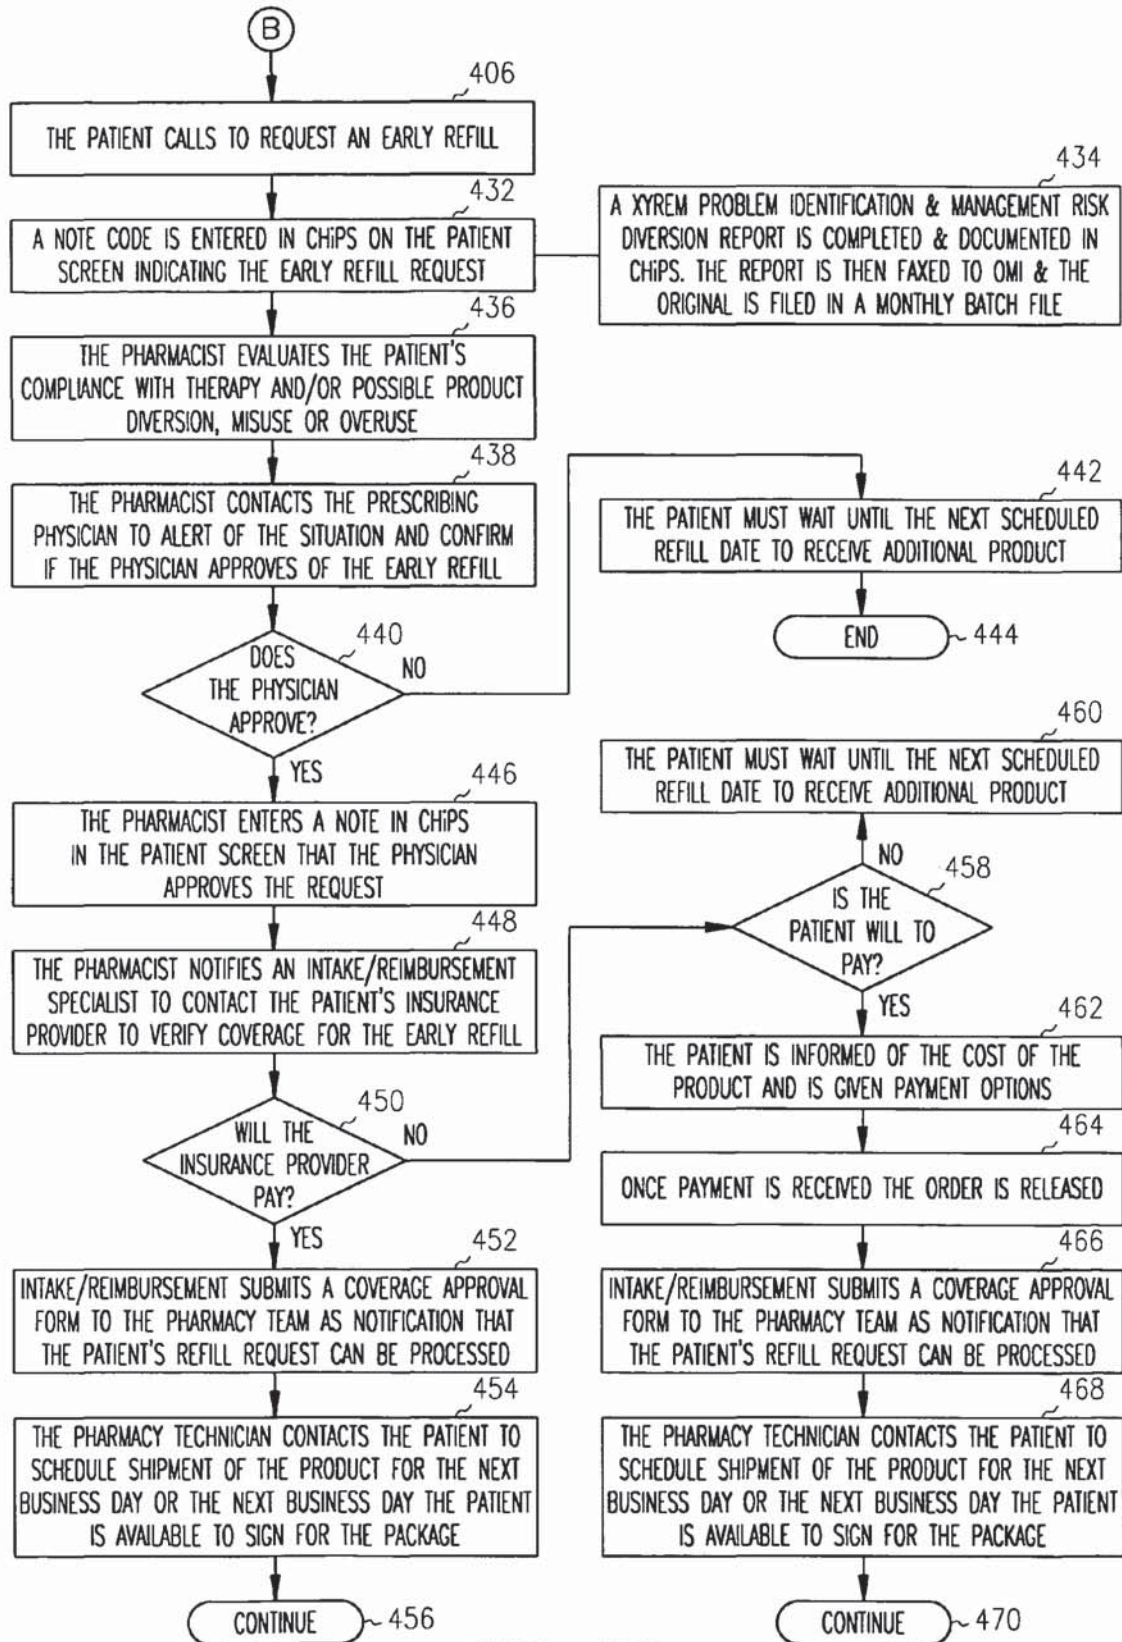 B
406
THE PATIENT CALLS TO REQUEST AN EARLY REFILL
432
A NOTE CODE IS ENTERED IN CHiPS ON THE PATIENT
SCREEN INDICATING THE EARLY REFILL REQUEST
434
A XYREM PROBLEM IDENTIFICATION & MANAGEMENT RISK
DIVERSION REPORT IS COMPLETED & DOCUMENTED IN
CHiPS. THE REPORT IS THEN FAXED TO OMI & THE
ORIGINAL IS FILED IN A MONTHLY BATCH FILE
436
THE PHARMACIST EVALUATES THE PATIENT'S
COMPLIANCE WITH THERAPY AND/OR POSSIBLE PRODUCT
DIVERSION, MISUSE OR OVERUSE
438
THE PHARMACIST CONTACTS THE PRESCRIBING
PHYSICIAN TO ALERT OF THE SITUATION AND CONFIRM
IF THE PHYSICIAN APPROVES OF THE EARLY REFILL
440
DOES
THE PHYSICIAN
APPROVE?
NO
442
THE PATIENT MUST WAIT UNTIL THE NEXT SCHEDULED
REFILL DATE TO RECEIVE ADDITIONAL PRODUCT
END
444
YES
446
THE PHARMACIST ENTERS A NOTE IN CHiPS
IN THE PATIENT SCREEN THAT THE PHYSICIAN
APPROVES THE REQUEST
448
THE PHARMACIST NOTIFIES AN INTAKE/REIMBURSEMENT
SPECIALIST TO CONTACT THE PATIENT'S INSURANCE
PROVIDER TO VERIFY COVERAGE FOR THE EARLY REFILL
450
WILL THE
INSURANCE PROVIDER
PAY?
NO
YES
452
INTAKE/REIMBURSEMENT SUBMITS A COVERAGE APPROVAL
FORM TO THE PHARMACY TEAM AS NOTIFICATION THAT
THE PATIENT'S REFILL REQUEST CAN BE PROCESSED
454
THE PHARMACY TECHNICIAN CONTACTS THE PATIENT TO
SCHEDULE SHIPMENT OF THE PRODUCT FOR THE NEXT
BUSINESS DAY OR THE NEXT BUSINESS DAY THE PATIENT
IS AVAILABLE TO SIGN FOR THE PACKAGE
CONTINUE
456
460
THE PATIENT MUST WAIT UNTIL THE NEXT SCHEDULED
REFILL DATE TO RECEIVE ADDITIONAL PRODUCT
NO
458
IS THE
PATIENT WILL TO
PAY?
YES
462
THE PATIENT IS INFORMED OF THE COST OF THE
PRODUCT AND IS GIVEN PAYMENT OPTIONS
464
ONCE PAYMENT IS RECEIVED THE ORDER IS RELEASED
466
INTAKE/REIMBURSEMENT SUBMITS A COVERAGE APPROVAL
FORM TO THE PHARMACY TEAM AS NOTIFICATION THAT
THE PATIENT'S REFILL REQUEST CAN BE PROCESSED
468
THE PHARMACY TECHNICIAN CONTACTS THE PATIENT TO
SCHEDULE SHIPMENT OF THE PRODUCT FOR THE NEXT
BUSINESS DAY OR THE NEXT BUSINESS DAY THE PATIENT
IS AVAILABLE TO SIGN FOR THE PACKAGE
CONTINUE
470